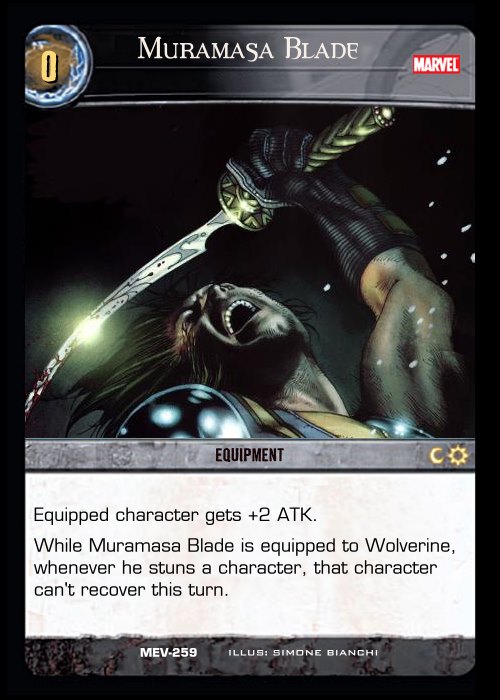 0
MURAMASA BLADE
MARVEL
EQUIPMENT
Equipped character gets +2 ATK.
While Muramasa Blade is equipped to Wolverine,
whenever he stuns a character, that character
can't recover this turn.
MEV-259 ILLUS: SIMONE BIANCHI